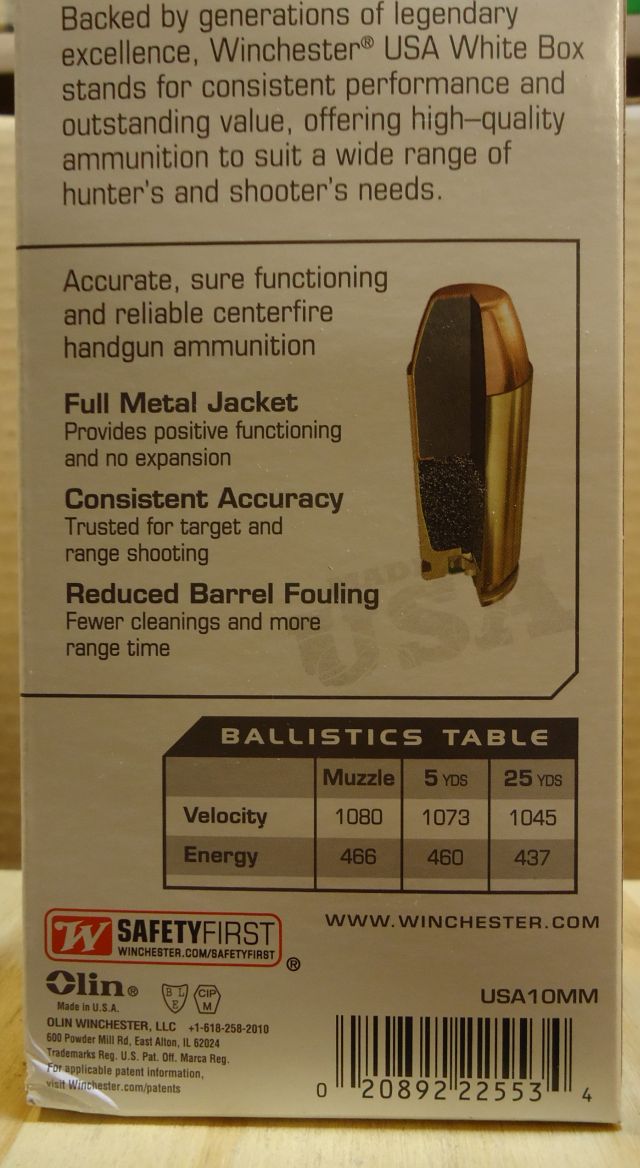 Backed by generations of legendary
excellence, Winchester® USA White Box
stands for consistent performance and
outstanding value, offering high–quality
ammunition to suit a wide range of
hunter's and shooter's needs.
Accurate, sure functioning
and reliable centerfire
handgun ammunition
Full Metal Jacket
Provides positive functioning
and no expansion
Consistent Accuracy
Trusted for target and
range shooting
Reduced Barrel Fouling
Fewer cleanings and more
range time
MADE
USA
BALLISTICS TABLE
Muzzle 5 YDS 25 YDS
Velocity 1080 1073 1045
Energy 466 460 437
W SAFETYFIRST
WINCHESTER.COM/SAFETYFIRST ®
WWW.WINCHESTER.COM
Olin®
Made in U.S.A.
B L E CIP M
USA10MM
OLIN WINCHESTER, LLC +1-618-258-2010
600 Powder Mill Rd, East Alton, IL 62024
Trademarks Reg. U.S. Pat. Off. Marca Reg.
For applicable patent information,
visit Winchester.com/patents
0 20892 22553 4